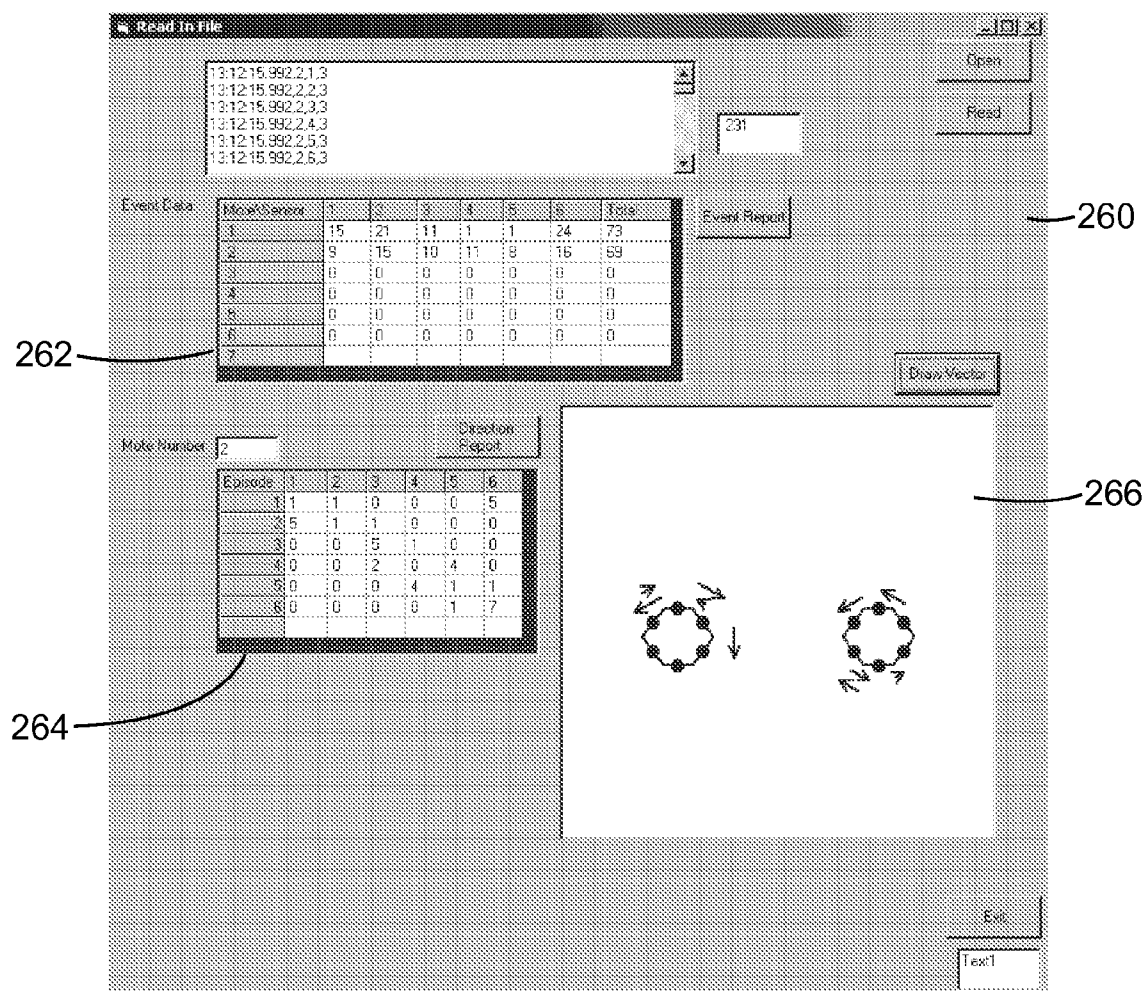 Read In File
Open
13:12:15.992,2,1,3
13:12:15.992,2,2,3
13:12:15.992,2,3,3
13:12:15.992,2,4,3
13:12:15.992,2,5,3
13:12:15.992,2,6,3
Read
231
Event Data
Mote\Sensor 1 2 3 4 5 6 Total
1 15 21 11 1 1 24 73
2 9 15 10 11 8 16 69
3 0 0 0 0 0 0 0
4 0 0 0 0 0 0 0
5 0 0 0 0 0 0 0
6 0 0 0 0 0 0 0
7
Event Report
260
262
Draw Vector
Mote Number 2
Direction
Report
Episode 1 2 3 4 5 6
1 1 1 0 0 0 5
2 5 1 1 0 0 0
3 0 0 5 1 0 0
4 0 0 2 0 4 0
5 0 0 0 4 1 1
6 0 0 0 0 1 7
266
264
Exit
Text1